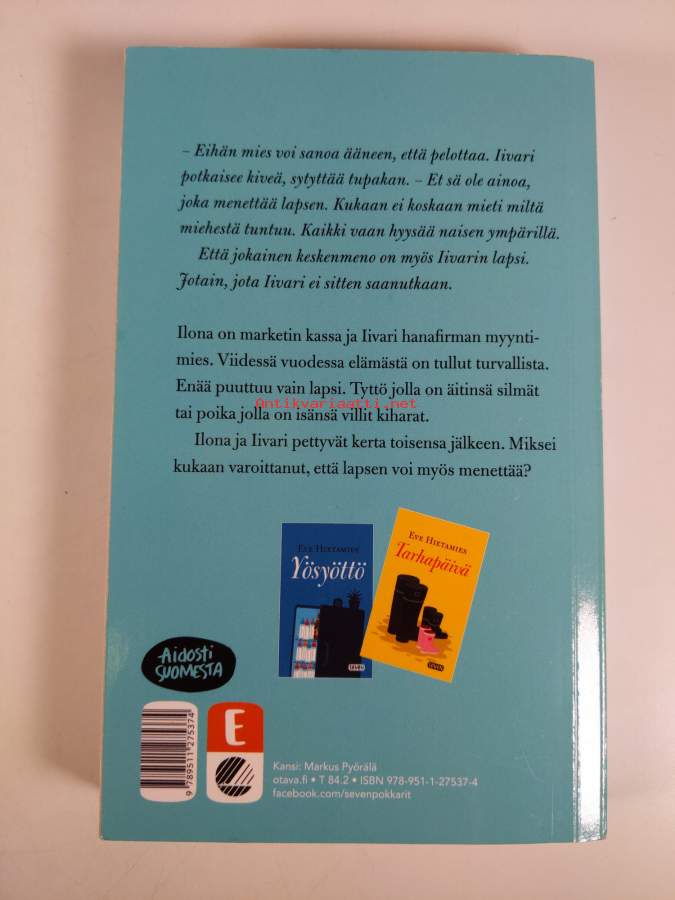 – Eihän mies voi sanoa ääneen, että pelottaa. Iivari
potkaisee kiveä, sytyttää tupakan. – Et sä ole ainoa,
joka menettää lapsen. Kukaan ei koskaan mieti miltä
miehestä tuntuu. Kaikki vaan hyysää naisen ympärillä.
Että jokainen keskenmeno on myös Iivarin lapsi.
Jotain, jota Iivari ei sitten saanutkaan.
Ilona on marketin kassa ja Iivari hanafirman myynti-
mies. Viidessä vuodessa elämästä on tullut turvallista.
Enää puuttuu vain lapsi. Tyttö jolla on äitinsä silmät
Antikvariaatti.net
tai poika jolla on isänsä villit kiharat.
Ilona ja Iivari pettyvät kerta toisensa jälkeen. Miksei
kukaan varoittanut, että lapsen voi myös menettää?
Eve Hietamies
Yösyöttö
Eve Hietamies
Tarhapäivä
Aidosti
SUOMESTA
9 789511 275374
E
Kansi: Markus Pyörälä
otava.fi • T 84.2 • ISBN 978-951-1-27537-4
facebook.com/sevenpokkarit